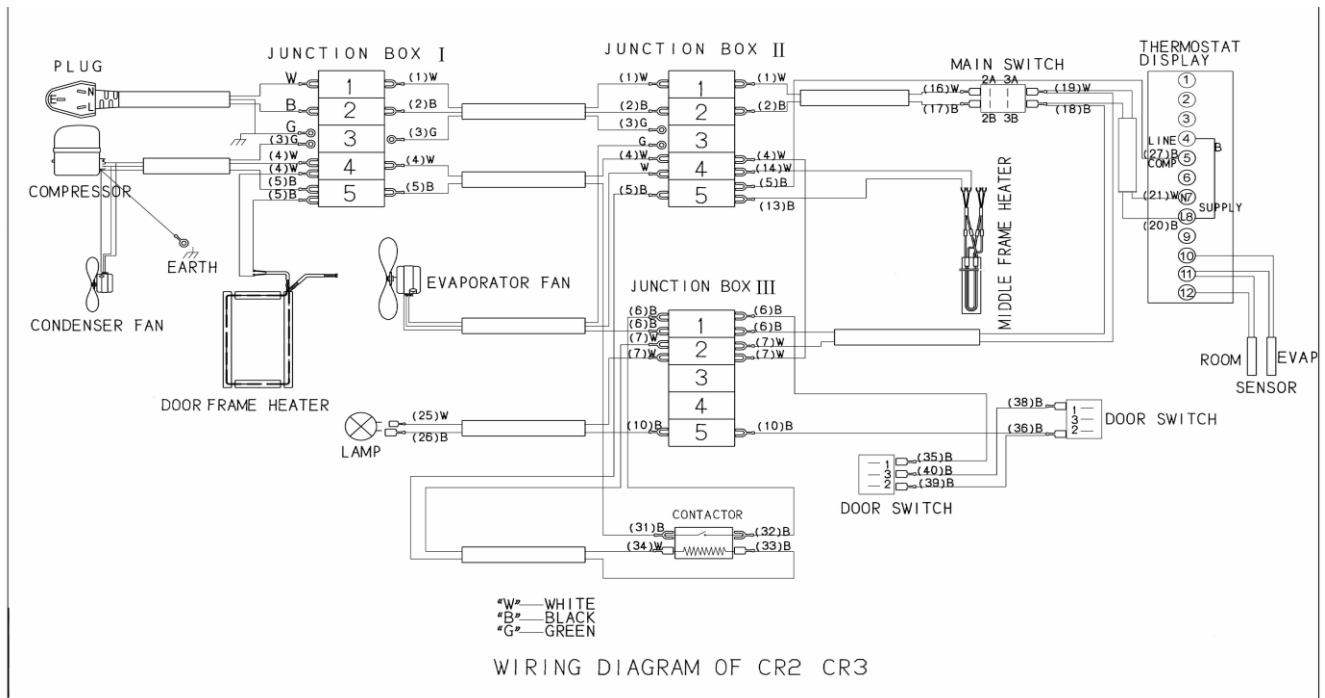 JUNCTION BOX I
JUNCTION BOX II
THERMOSTAT
DISPLAY
PLUG
MAIN SWITCH
E
N
L
W
1
(1)W
(1)W
1
(1)W
2A 3A
(16)W
(19)W
1
B
2
(2)B
(2)B
2
(2)B
(17)B
(18)B
2B 3B
2
G
(3)G
3
(3)G
(3)G
G
3
3
(4)W
(4)W
4
(4)W
(4)W
W
4
(4)W
(14)W
LINE
4
B
(27)B
5
COMP
6
(5)B
(5)B
5
(5)B
(5)B
5
(5)B
(13)B
(21)W
N7
SUPPLY
(20)B
L8
9
10
11
12
COMPRESSOR
EARTH
CONDENSER FAN
DOOR FRAME HEATER
EVAPORATOR FAN
MIDDLE FRAME HEATER
JUNCTION BOX III
(6)B
(6)B
1
(6)B
(6)B
(7)W
(7)W
2
(7)W
(7)W
3
4
(10)B
5
(10)B
ROOM
EVAP
SENSOR
LAMP
(25)W
(26)B
(38)B
(36)B
1
3
2
DOOR SWITCH
1
3
2
(35)B
(40)B
(39)B
DOOR SWITCH
CONTACTOR
(31)B
(32)B
(34)W
(33)B
"W"—WHITE
"B"—BLACK
"G"—GREEN
WIRING DIAGRAM OF CR2 CR3